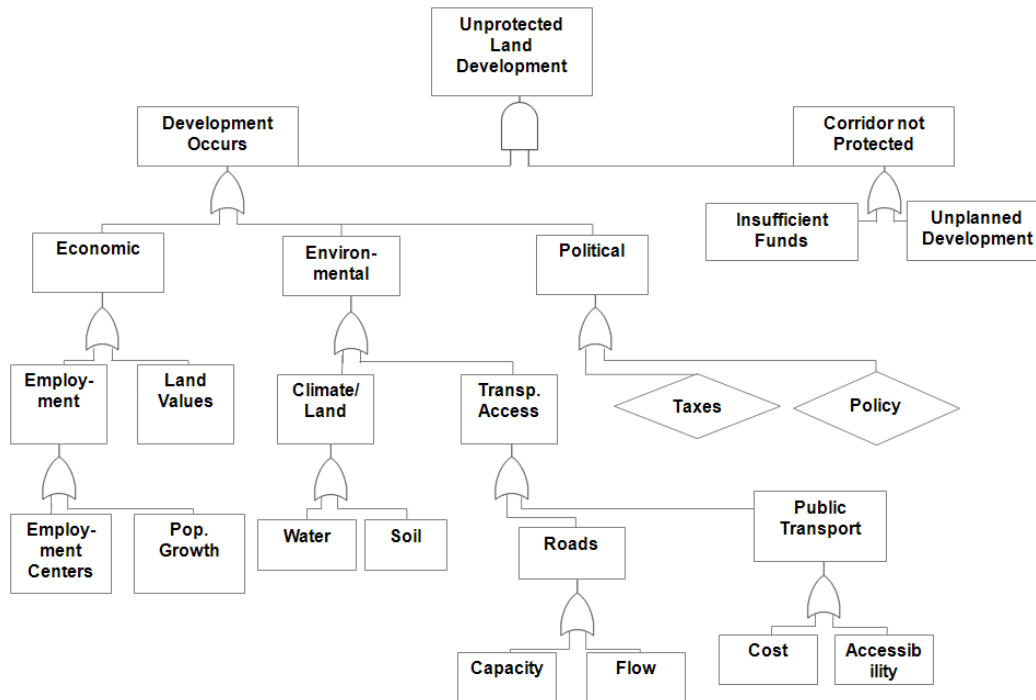 Unprotected
Land
Development
Development
Occurs
Corridor not
Protected
Economic
Environ-
mental
Political
Insufficient
Funds
Unplanned
Development
Employ-
ment
Land
Values
Climate/
Land
Transp.
Access
Taxes
Policy
Employ-
ment
Centers
Pop.
Growth
Water
Soil
Roads
Public
Transport
Capacity
Flow
Cost
Accessib
ility